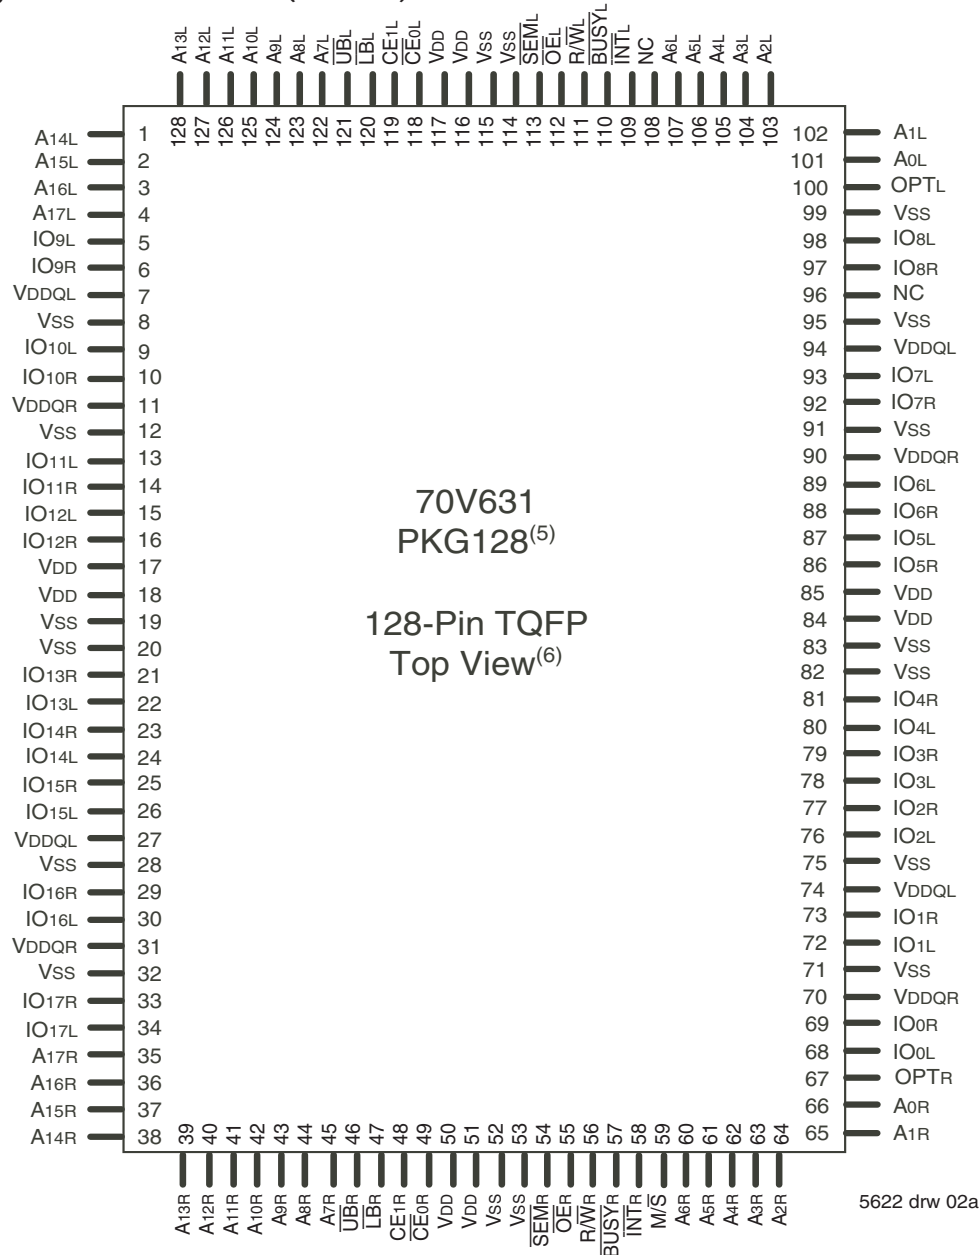 A13L A12L A11L A10L A9L A8L A7L UBL LBL CE1L CE0L VDD VDD VSS VSS SEML OEL R/WL BUSYL INTL NC A6L A5L A4L A3L A2L
128 127 126 125 124 123 122 121 120 119 118 117 116 115 114 113 112 111 110 109 108 107 106 105 104 103
A14L 1
A15L 2
A16L 3
A17L 4
IO9L 5
IO9R 6
VDDQL 7
VSS 8
IO10L 9
IO10R 10
VDDQR 11
VSS 12
IO11L 13
IO11R 14
IO12L 15
IO12R 16
VDD 17
VDD 18
VSS 19
VSS 20
IO13R 21
IO13L 22
IO14R 23
IO14L 24
IO15R 25
IO15L 26
VDDQL 27
VSS 28
IO16R 29
IO16L 30
VDDQR 31
VSS 32
IO17R 33
IO17L 34
A17R 35
A16R 36
A15R 37
A14R 38
70V631
PKG128(5)
128-Pin TQFP
Top View(6)
102 A1L
101 A0L
100 OPTL
99 VSS
98 IO8L
97 IO8R
96 NC
95 VSS
94 VDDQL
93 IO7L
92 IO7R
91 VSS
90 VDDQR
89 IO6L
88 IO6R
87 IO5L
86 IO5R
85 VDD
84 VDD
83 VSS
82 VSS
81 IO4R
80 IO4L
79 IO3R
78 IO3L
77 IO2R
76 IO2L
75 VSS
74 VDDQL
73 IO1R
72 IO1L
71 VSS
70 VDDQR
69 IO0R
68 IO0L
67 OPTR
66 A0R
65 A1R
39 40 41 42 43 44 45 46 47 48 49 50 51 52 53 54 55 56 57 58 59 60 61 62 63 64
A13R A12R A11R A10R A9R A8R A7R UBR LBR CE1R CE0R VDD VDD VSS VSS SEMR OER R/WR BUSYR INTR M/S A6R A5R A4R A3R A2R
5622 drw 02a